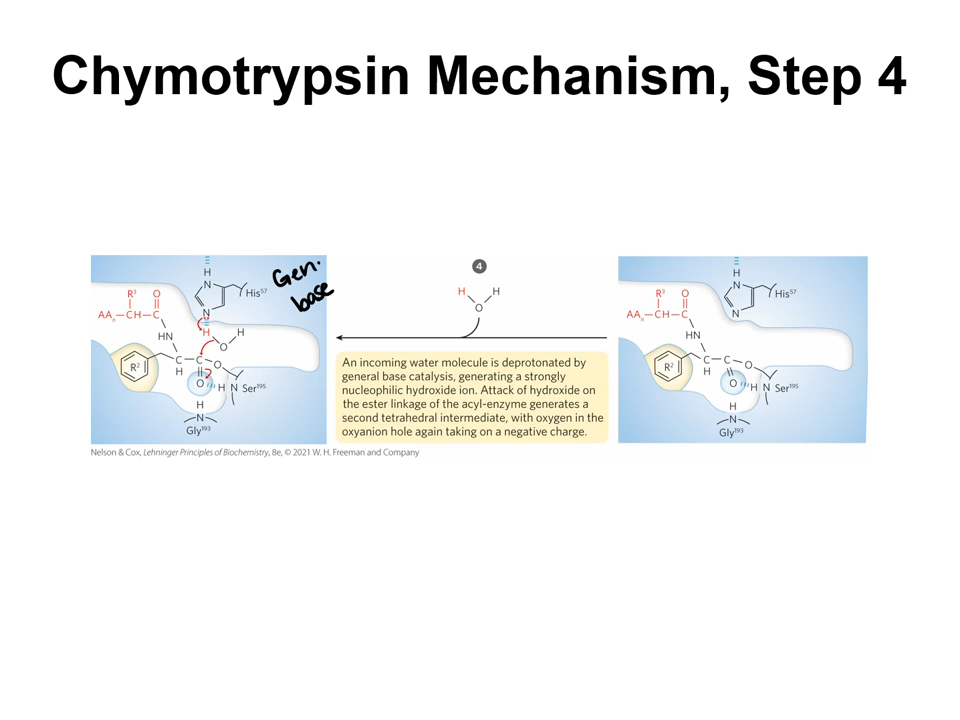 Chymotrypsin Mechanism, Step 4
H
N
His57
Gen.
base
N
R3 O
AAn—CH—C
H H
HN
O
R2
C C O
H
O H N Ser195
H
N
Gly193
4
H H
O
An incoming water molecule is deprotonated by
general base catalysis, generating a strongly
nucleophilic hydroxide ion. Attack of hydroxide on
the ester linkage of the acyl-enzyme generates a
second tetrahedral intermediate, with oxygen in the
oxyanion hole again taking on a negative charge.
H
N
His57
N
R3 O
AAn—CH—C
HN
R2
C C O
H
O H N Ser195
H
N
Gly193
Nelson & Cox, Lehninger Principles of Biochemistry, 8e, © 2021 W. H. Freeman and Company